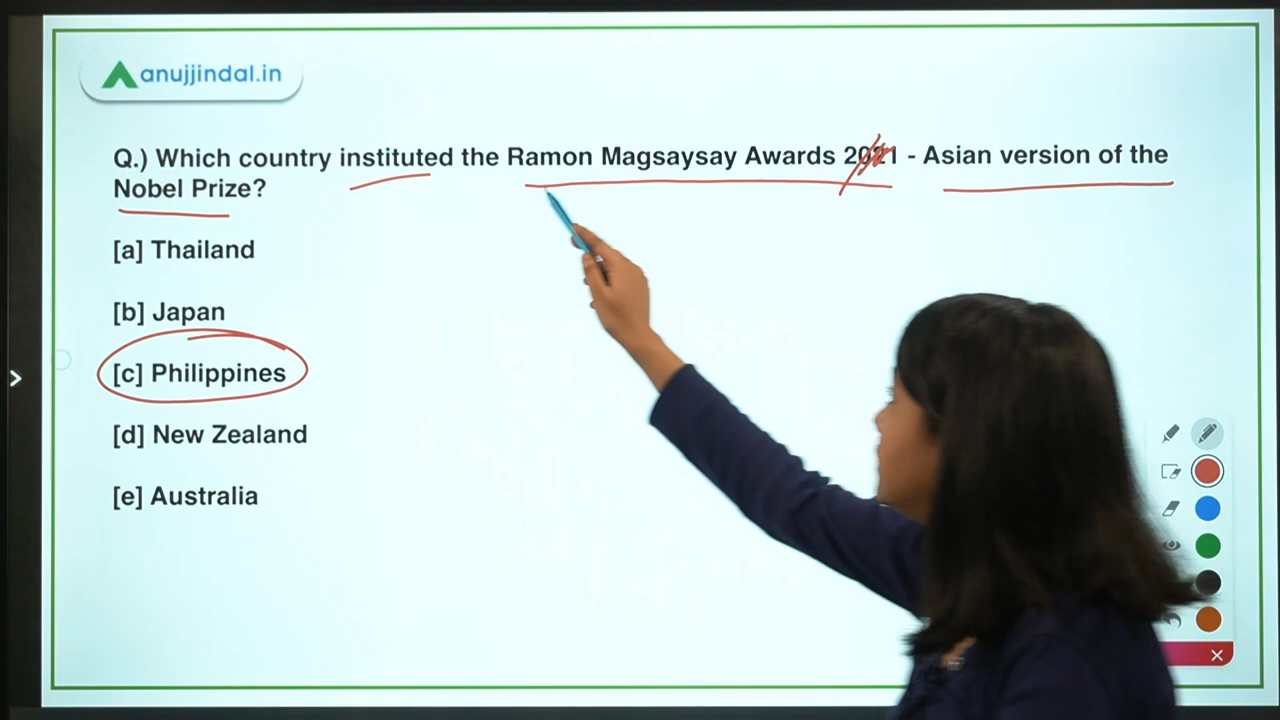 anujjindal.in
Q.) Which country instituted the Ramon Magsaysay Awards 2021 - Asian version of the
Nobel Prize?
[a] Thailand
[b] Japan
[c] Philippines
[d] New Zealand
[e] Australia